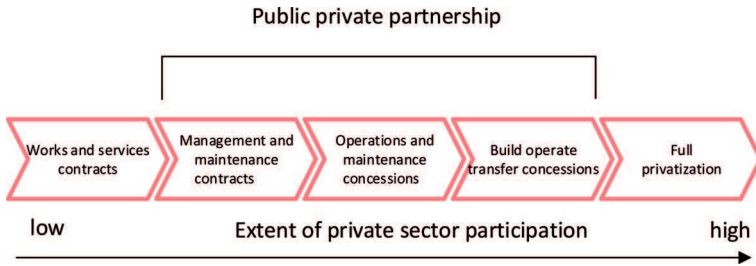 Public private partnership
Works and services
contracts
Management and
maintenance
contracts
Operations and
maintenance
concessions
Build operate
transfer concessions
Full
privatization
low
Extent of private sector participation
high